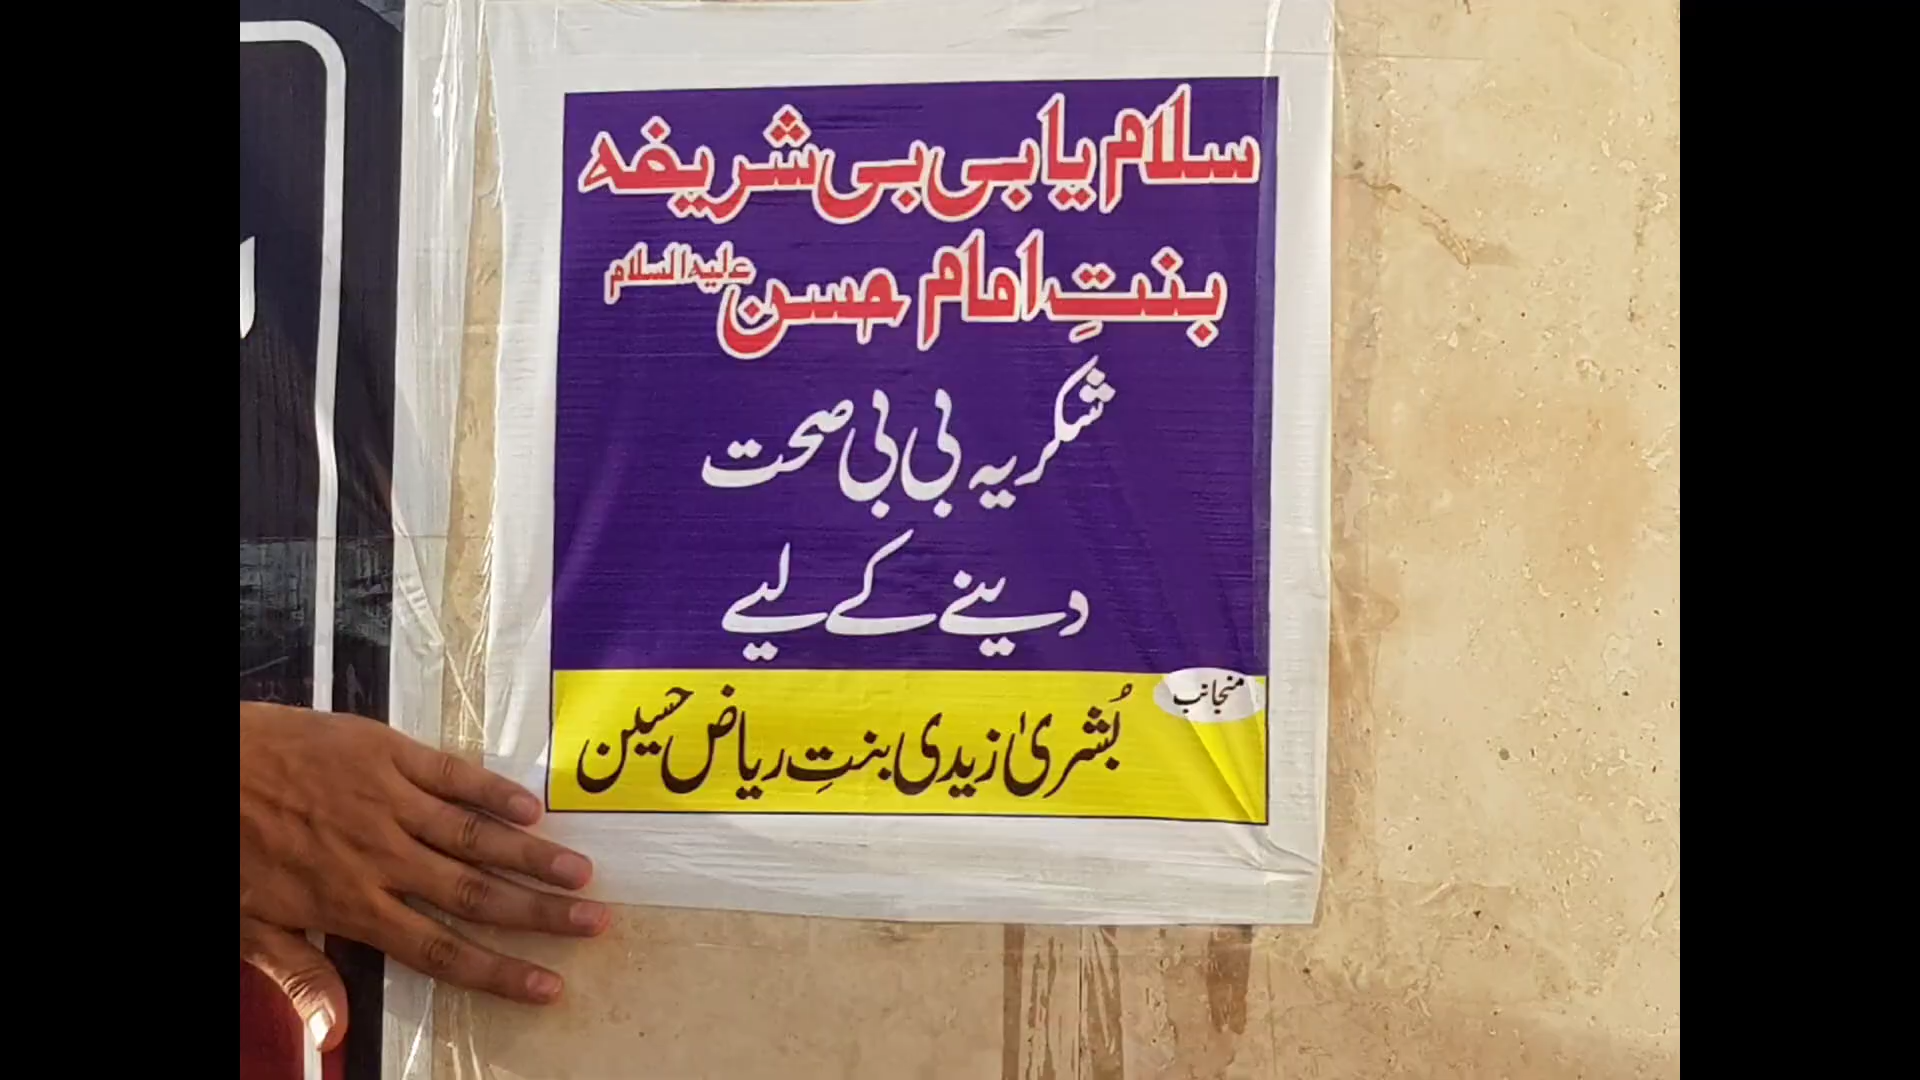 سلام یا بی بی شریفہ
بنتِ امام حسن علیہ السلام
شکریہ بی بی صحت
دینے کے لیے
منجانب
بُشریٰ زیدی بنتِ ریاض حسین